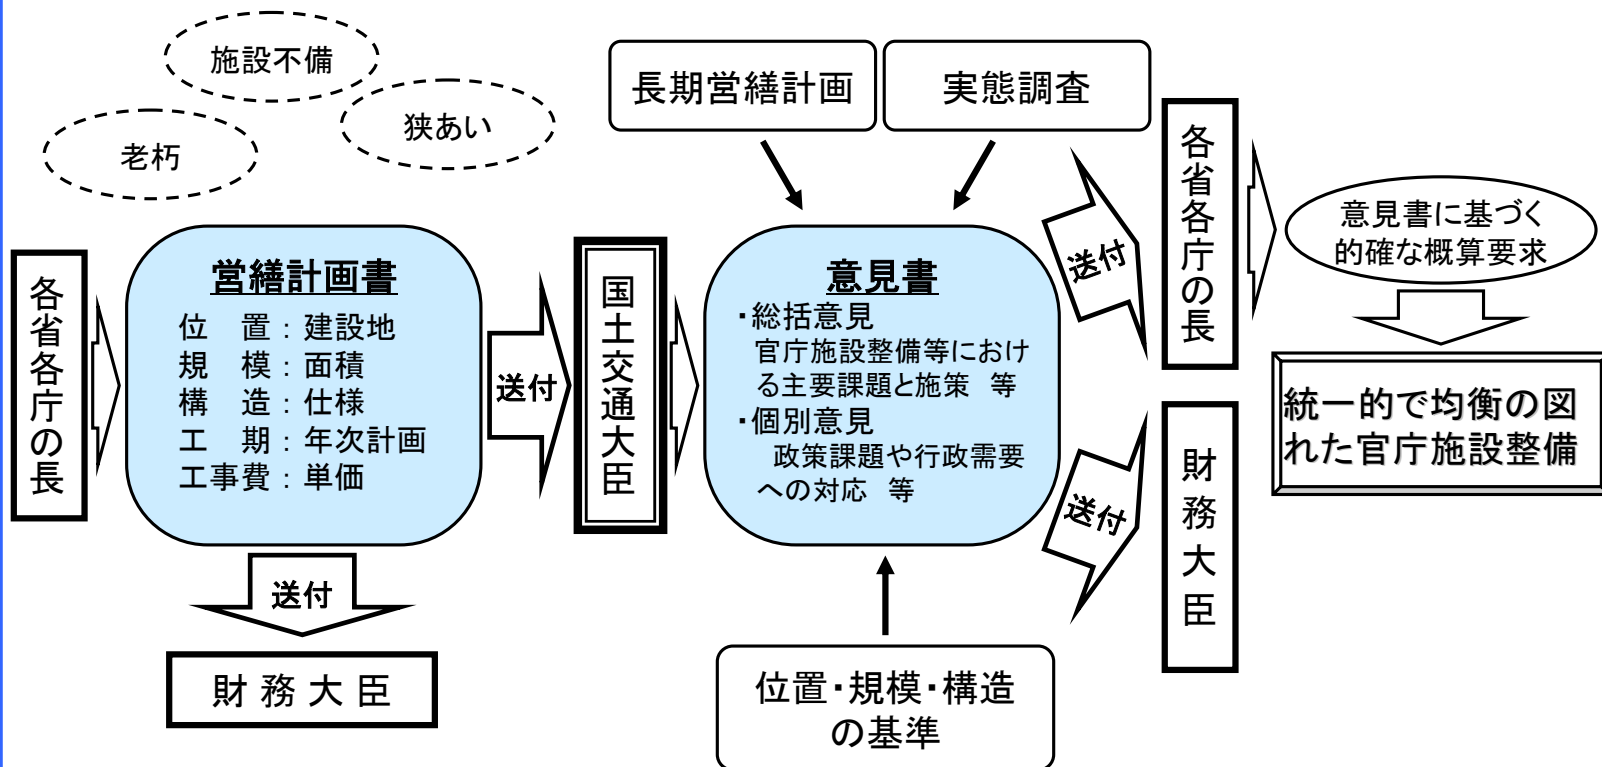 施設不備
狭あい
老朽
各省各庁の長
営繕計画書
位　置：建設地
規　模：面積
構　造：仕様
工　期：年次計画
工事費：単価
送付
財務大臣
送付
国土交通大臣
長期営繕計画
実態調査
意見書
・総括意見
官庁施設整備等におけ
る主要課題と施策　等
・個別意見
政策課題や行政需要
への対応　等
位置・規模・構造
の基準
送付
送付
各省各庁の長
財務大臣
意見書に基づく
的確な概算要求
統一的で均衡の図
れた官庁施設整備